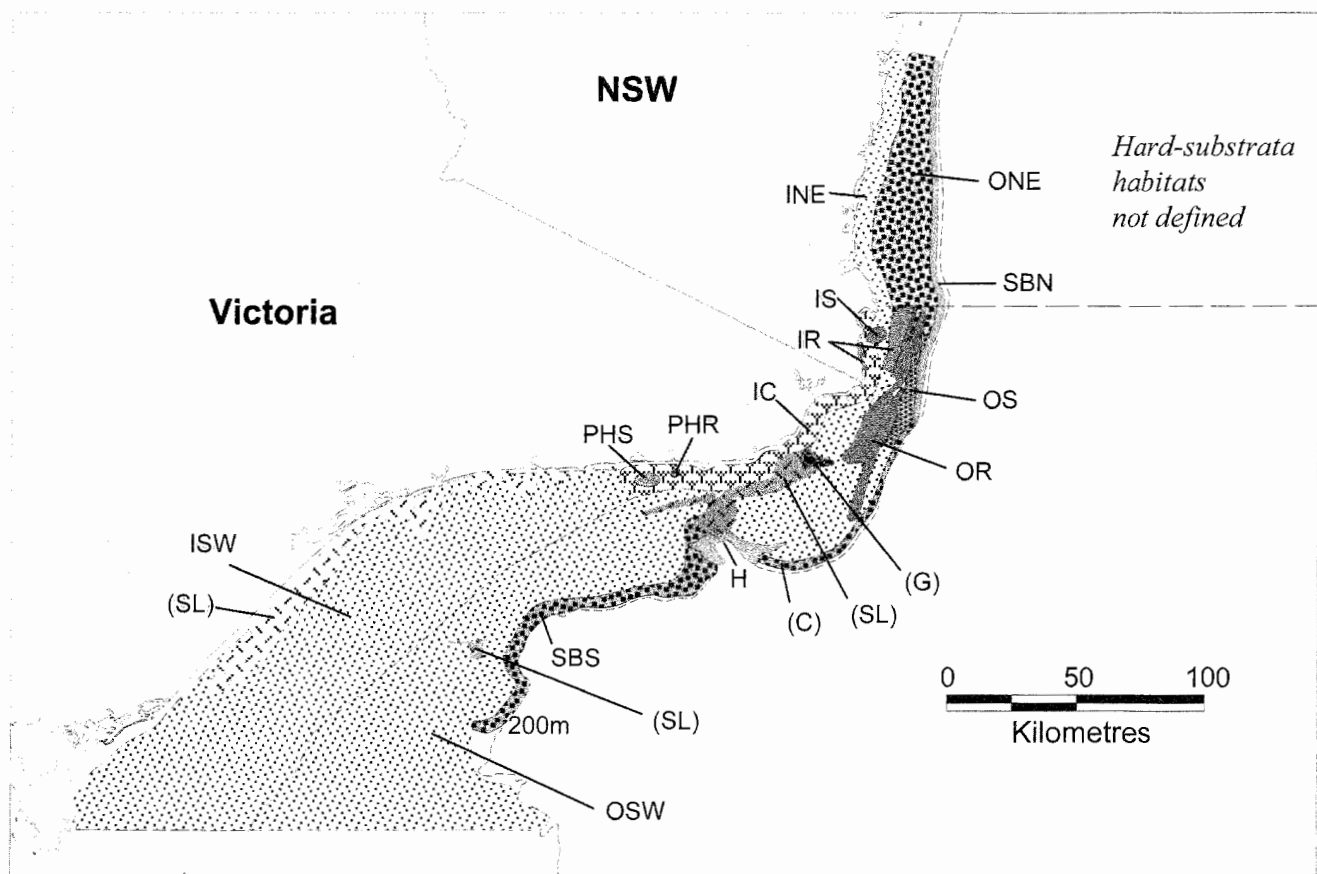 NSW
Hard-substrata
habitats
not defined
ONE
INE
SBN
IS
Victoria
IR
IC
OS
PHS
PHR
OR
ISW
(SL)
H
(G)
(C)
(SL)
SBS
(SL)
0 50 100
Kilometres
200m
OSW